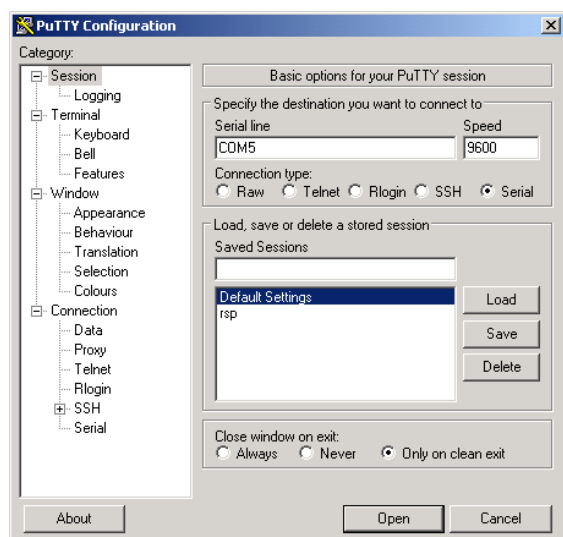 PuTTY Configuration
Category:
Session
Logging
Terminal
Keyboard
Bell
Features
Window
Appearance
Behaviour
Translation
Selection
Colours
Connection
Data
Proxy
Telnet
Rlogin
SSH
Serial
Basic options for your PuTTY session
Specify the destination you want to connect to
Serial line Speed
COM5 9600
Connection type:
Raw Telnet Rlogin SSH Serial
Load, save or delete a stored session
Saved Sessions
Default Settings
rsp
Load
Save
Delete
Close window on exit:
Always Never Only on clean exit
About Open Cancel